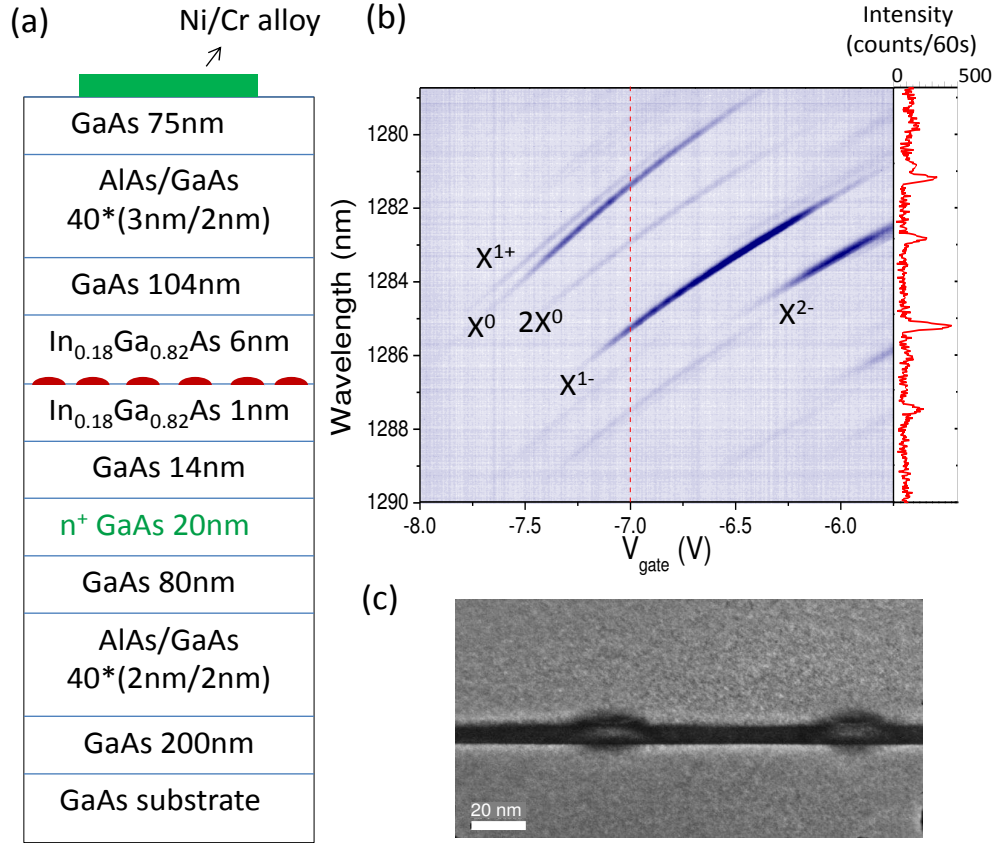 (a)
Ni/Cr alloy
GaAs 75nm
AlAs/GaAs
40*(3nm/2nm)
GaAs 104nm
In₀.₁₈Ga₀.₈₂As 6nm
In₀.₁₈Ga₀.₈₂As 1nm
GaAs 14nm
n⁺ GaAs 20nm
GaAs 80nm
AlAs/GaAs
40*(2nm/2nm)
GaAs 200nm
GaAs substrate
(b)
Intensity
(counts/60s)
0 500
Wavelength (nm)
1280
1282
1284
1286
1288
1290
X¹⁺
X⁰
2X⁰
X¹⁻
X²⁻
-8.0 -7.5 -7.0 -6.5 -6.0
V_gate (V)
(c)
20 nm